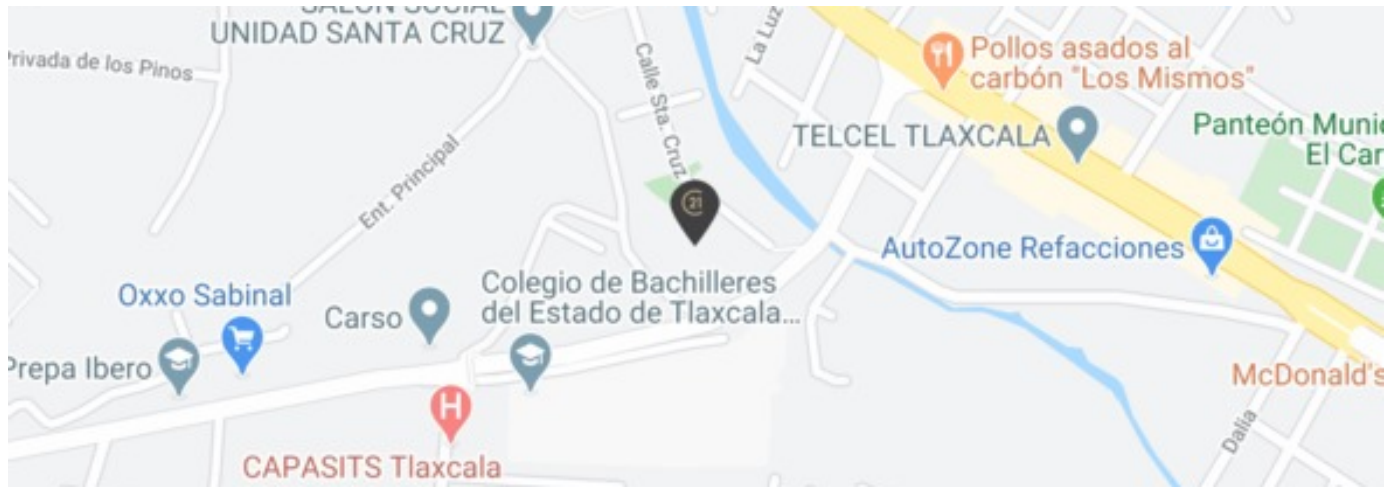 SALÓN SOCIAL
UNIDAD SANTA CRUZ
Privada de los Pinos
Calle Sta. Cruz
La Luz
Pollos asados al
carbón "Los Mismos"
TELCEL TLAXCALA
Panteón Munic
El Car
Ent. Principal
21
AutoZone Refacciones
Colegio de Bachilleres
del Estado de Tlaxcala...
Oxxo Sabinal
Carso
Prepa Ibero
H
McDonald's
Dalia
CAPASITS Tlaxcala